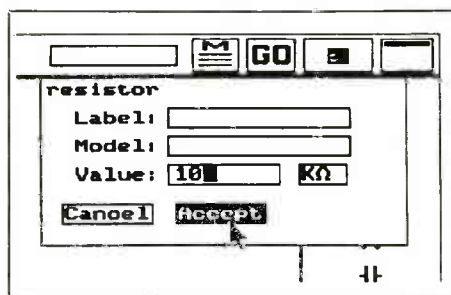 GO
resistor
Label:
Model:
Value: 10 KΩ
Cancel Accept